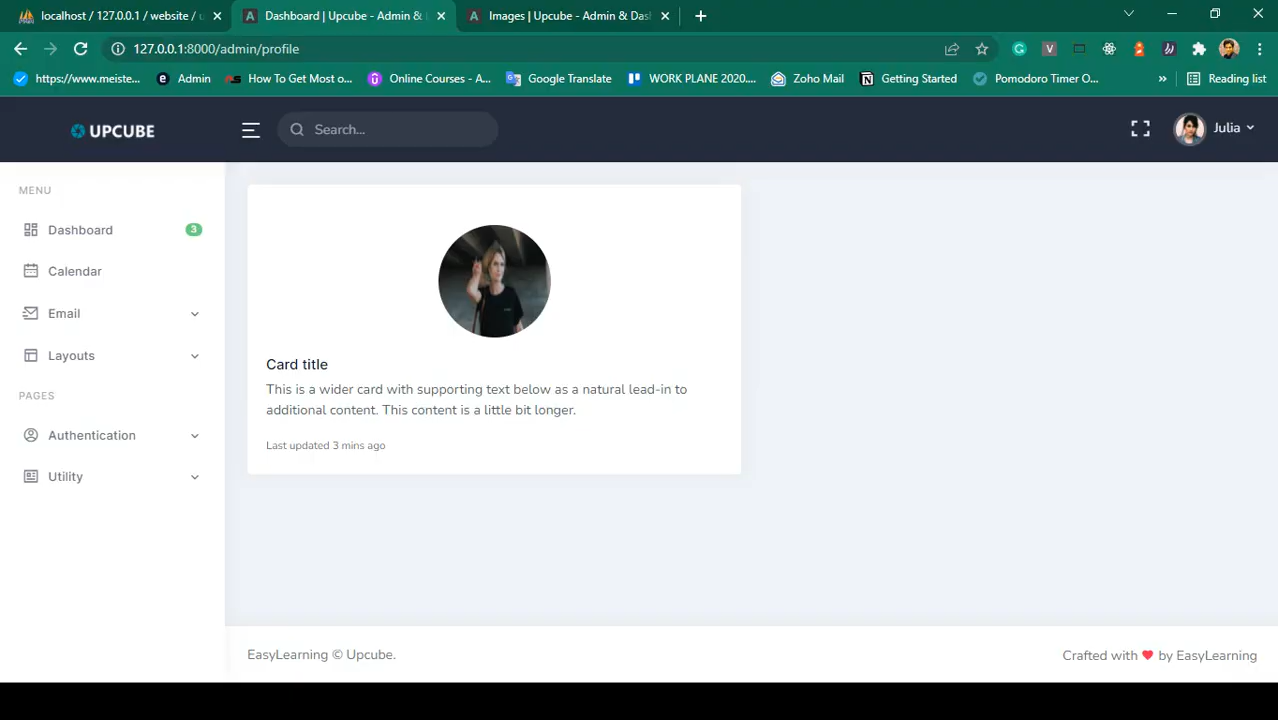 localhost / 127.0.0.1 / website / u
Dashboard | Upcube - Admin & D
Images | Upcube - Admin & Dash
127.0.0.1:8000/admin/profile
https://www.meiste...
Admin
How To Get Most o...
Online Courses - A...
Google Translate
WORK PLANE 2020....
Zoho Mail
Getting Started
Pomodoro Timer O...
»
Reading list
UPCUBE
Search...
Julia
MENU
Dashboard
3
Calendar
Email
Layouts
PAGES
Authentication
Utility
Card title
This is a wider card with supporting text below as a natural lead-in to
additional content. This content is a little bit longer.
Last updated 3 mins ago
EasyLearning © Upcube.
Crafted with ❤ by EasyLearning